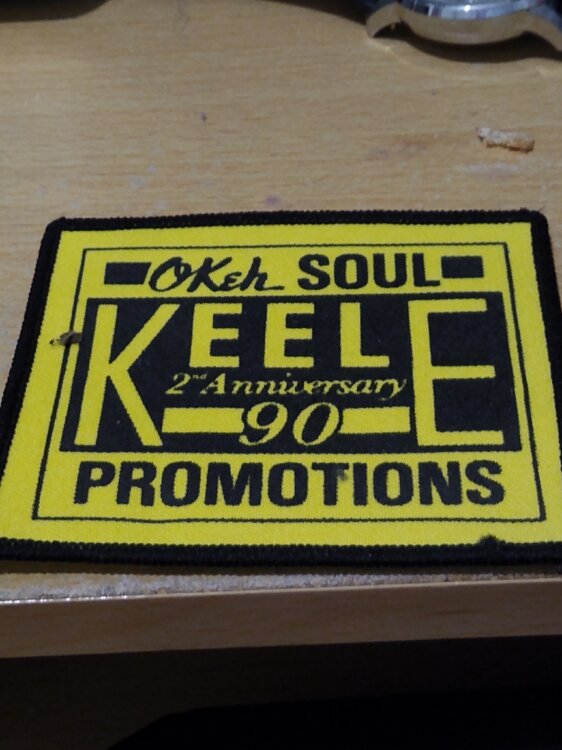 OKeh SOUL
KEELE
2nd Anniversary
90
PROMOTIONS